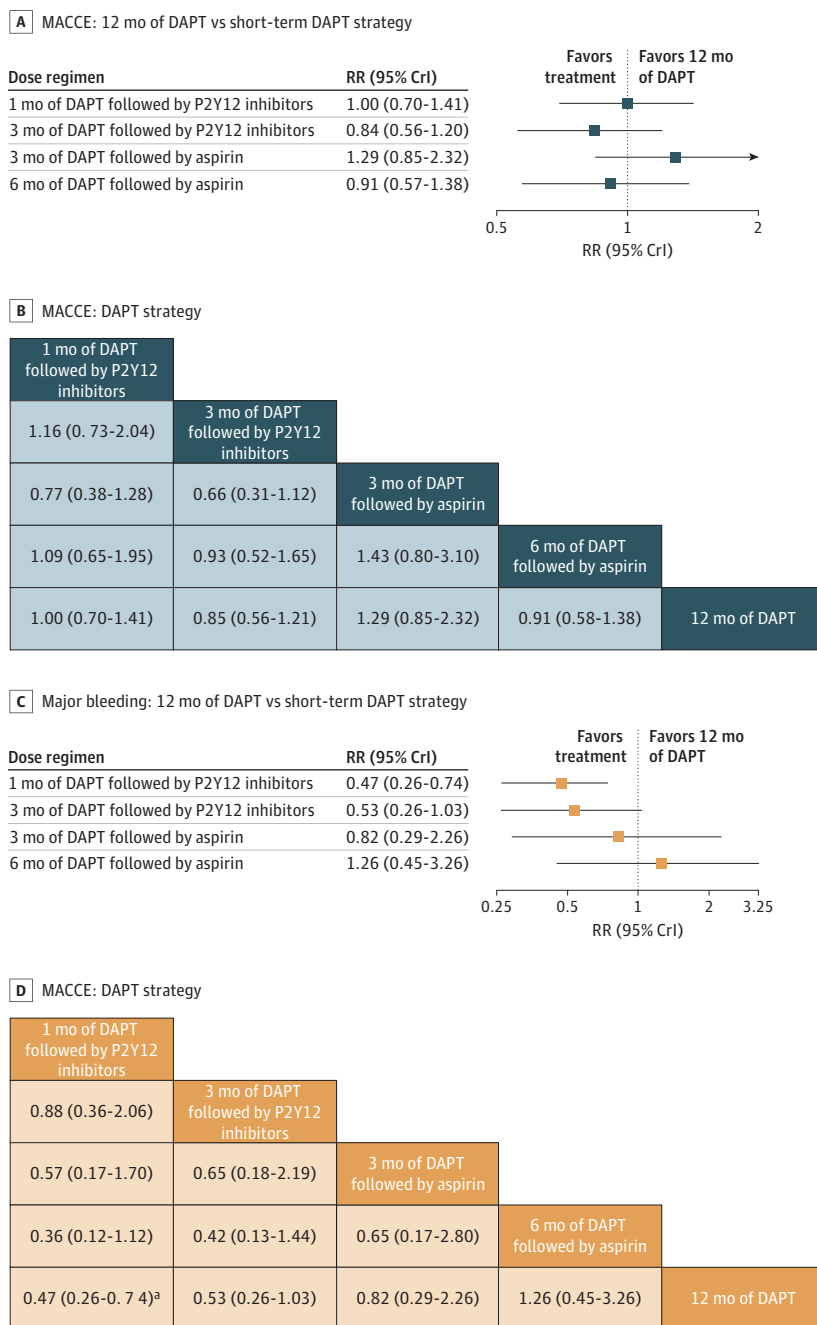 A MACCE: 12 mo of DAPT vs short-term DAPT strategy
Favors treatment
Favors 12 mo of DAPT
Dose regimen RR (95% CrI)
1 mo of DAPT followed by P2Y12 inhibitors 1.00 (0.70-1.41)
3 mo of DAPT followed by P2Y12 inhibitors 0.84 (0.56-1.20)
3 mo of DAPT followed by aspirin 1.29 (0.85-2.32)
6 mo of DAPT followed by aspirin 0.91 (0.57-1.38)
0.5 1 2
RR (95% CrI)
B MACCE: DAPT strategy
1 mo of DAPT
followed by P2Y12
inhibitors
1.16 (0. 73-2.04)
3 mo of DAPT
followed by P2Y12
inhibitors
0.77 (0.38-1.28) 0.66 (0.31-1.12)
3 mo of DAPT
followed by aspirin
1.09 (0.65-1.95) 0.93 (0.52-1.65) 1.43 (0.80-3.10)
6 mo of DAPT
followed by aspirin
1.00 (0.70-1.41) 0.85 (0.56-1.21) 1.29 (0.85-2.32) 0.91 (0.58-1.38) 12 mo of DAPT
C Major bleeding: 12 mo of DAPT vs short-term DAPT strategy
Favors treatment
Favors 12 mo of DAPT
Dose regimen RR (95% CrI)
1 mo of DAPT followed by P2Y12 inhibitors 0.47 (0.26-0.74)
3 mo of DAPT followed by P2Y12 inhibitors 0.53 (0.26-1.03)
3 mo of DAPT followed by aspirin 0.82 (0.29-2.26)
6 mo of DAPT followed by aspirin 1.26 (0.45-3.26)
0.25 0.5 1 2 3.25
RR (95% CrI)
D MACCE: DAPT strategy
1 mo of DAPT
followed by P2Y12
inhibitors
0.88 (0.36-2.06)
3 mo of DAPT
followed by P2Y12
inhibitors
0.57 (0.17-1.70) 0.65 (0.18-2.19)
3 mo of DAPT
followed by aspirin
0.36 (0.12-1.12) 0.42 (0.13-1.44) 0.65 (0.17-2.80)
6 mo of DAPT
followed by aspirin
0.47 (0.26-0. 7 4)ᵃ 0.53 (0.26-1.03) 0.82 (0.29-2.26) 1.26 (0.45-3.26) 12 mo of DAPT